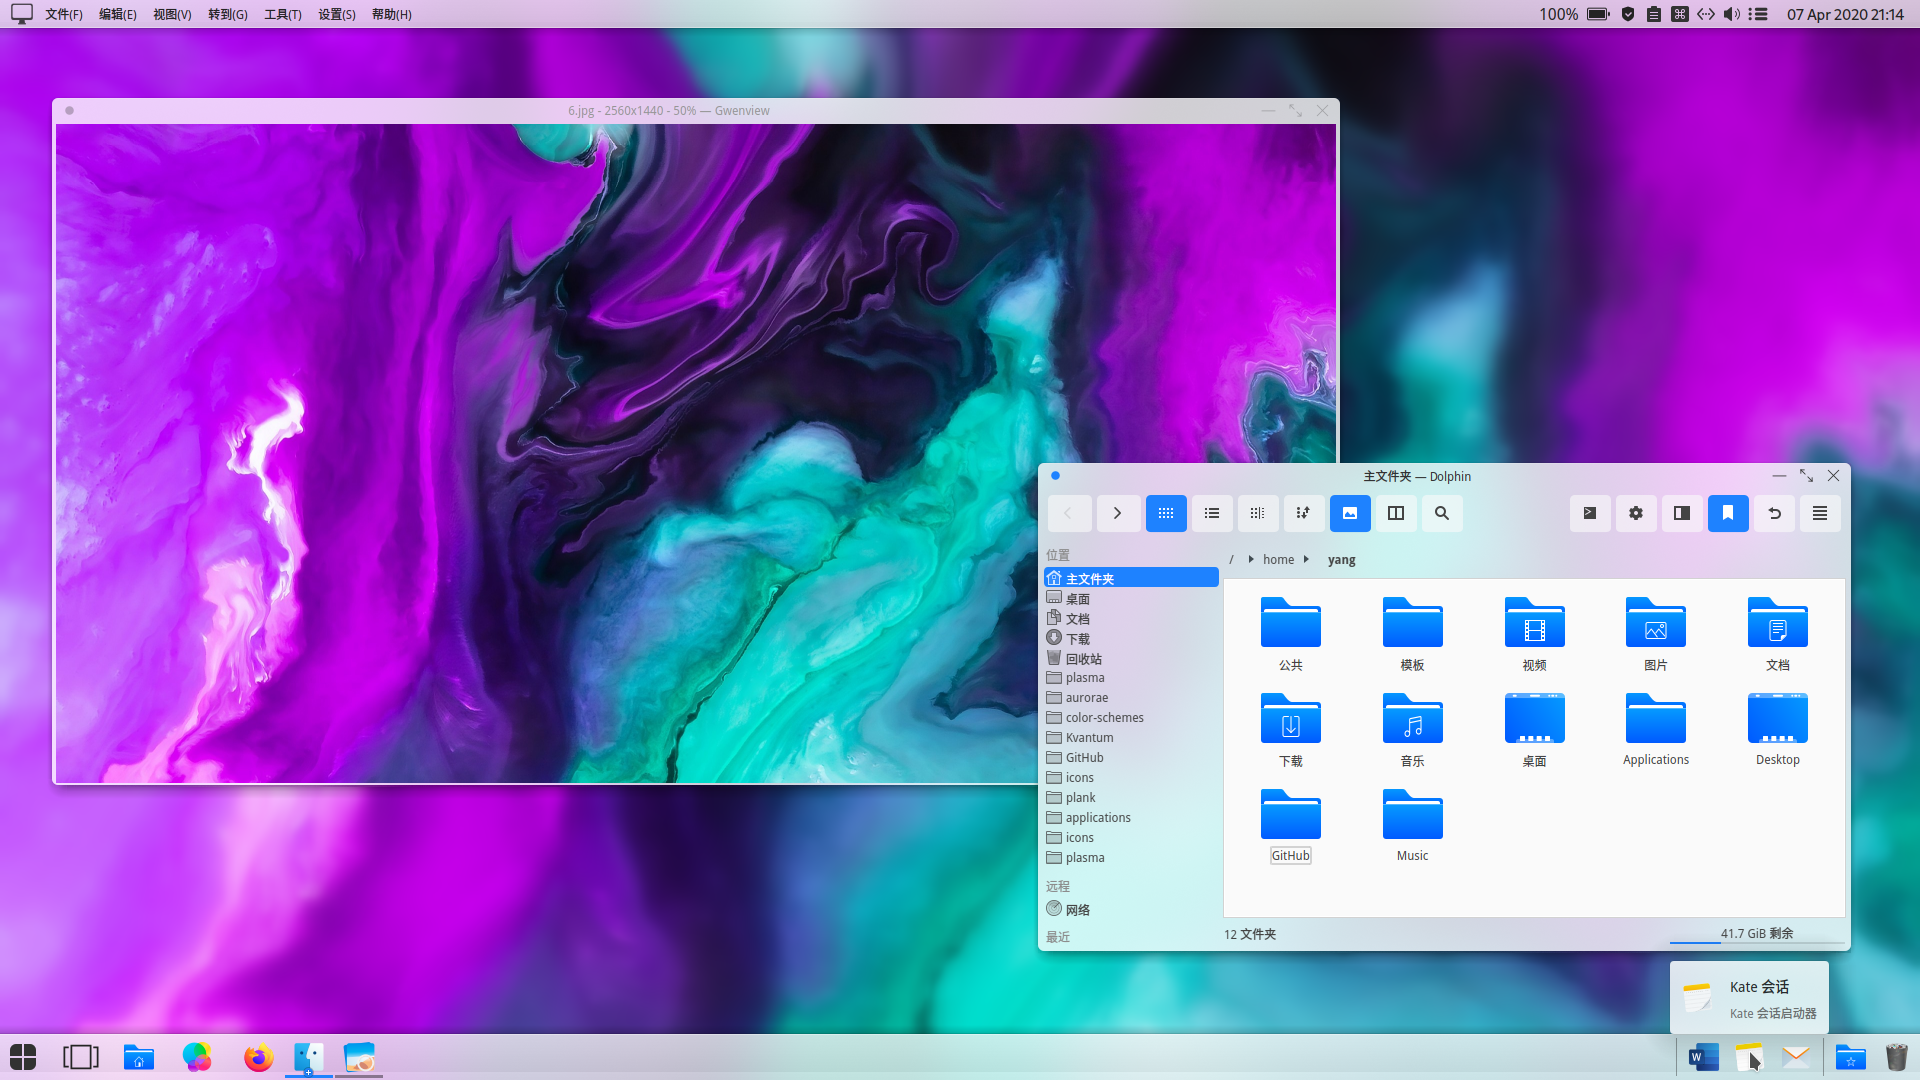 文件(F) 编辑(E) 视图(V) 转到(G) 工具(T) 设置(S) 帮助(H)
100% 07 Apr 2020 21:14
6.jpg - 2560x1440 - 50% — Gwenview
主文件夹 — Dolphin
/ home yang
位置
主文件夹
桌面
文档
下载
回收站
plasma
aurorae
color-schemes
Kvantum
GitHub
icons
plank
applications
icons
plasma
远程
网络
最近
公共 模板 视频 图片 文档
下载 音乐 桌面 Applications Desktop
GitHub Music
12 文件夹
41.7 GiB 剩余
Kate 会话
Kate 会话启动器
W